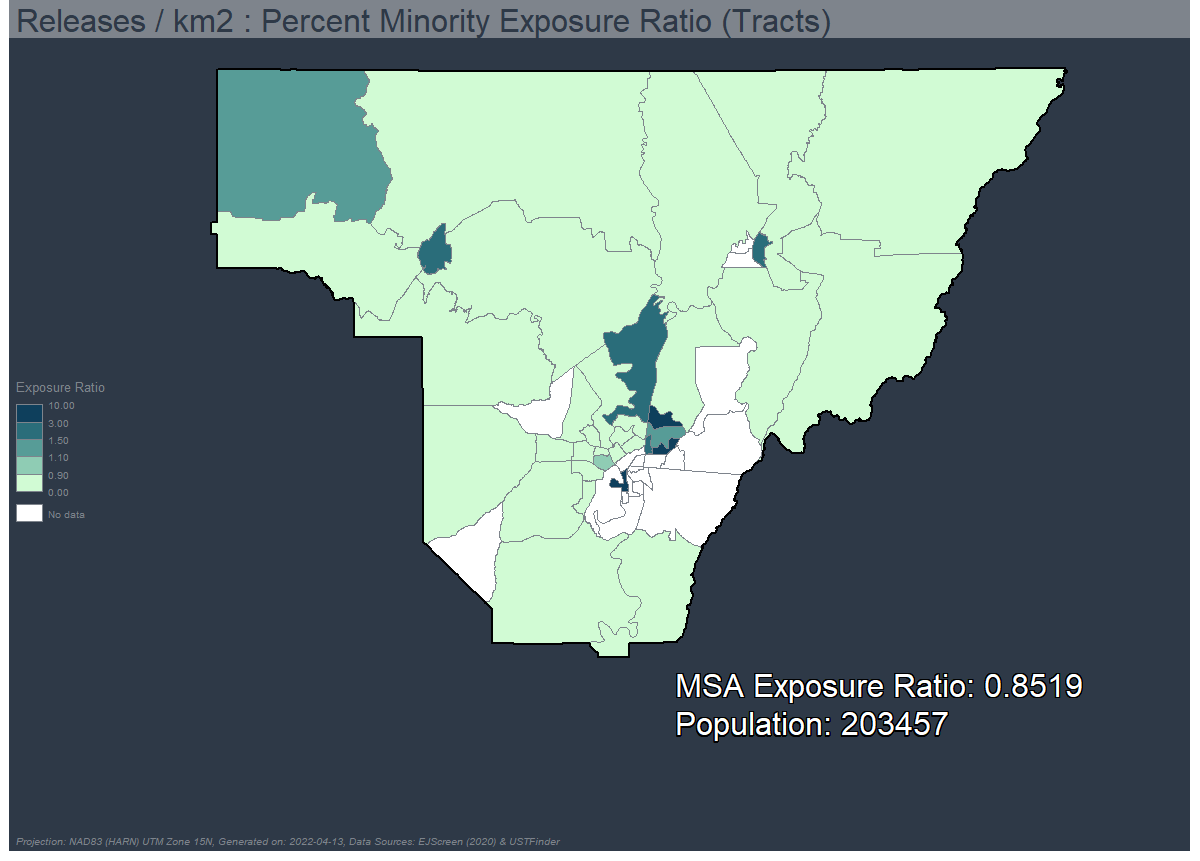 Releases / km2 : Percent Minority Exposure Ratio (Tracts)
Exposure Ratio
10.00
3.00
1.50
1.10
0.90
0.00
No data
MSA Exposure Ratio: 0.8519
Population: 203457
Projection: NAD83 (HARN) UTM Zone 15N, Generated on: 2022-04-13, Data Sources: EJScreen (2020) & USTFinder